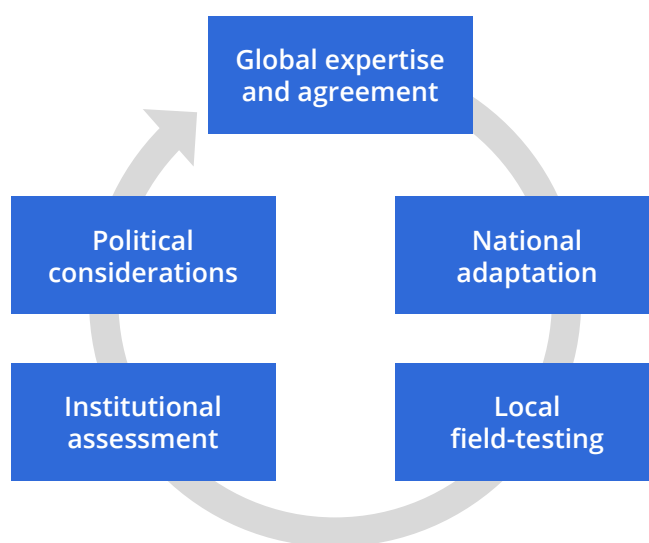 Global expertise
and agreement
National
adaptation
Local
field-testing
Institutional
assessment
Political
considerations